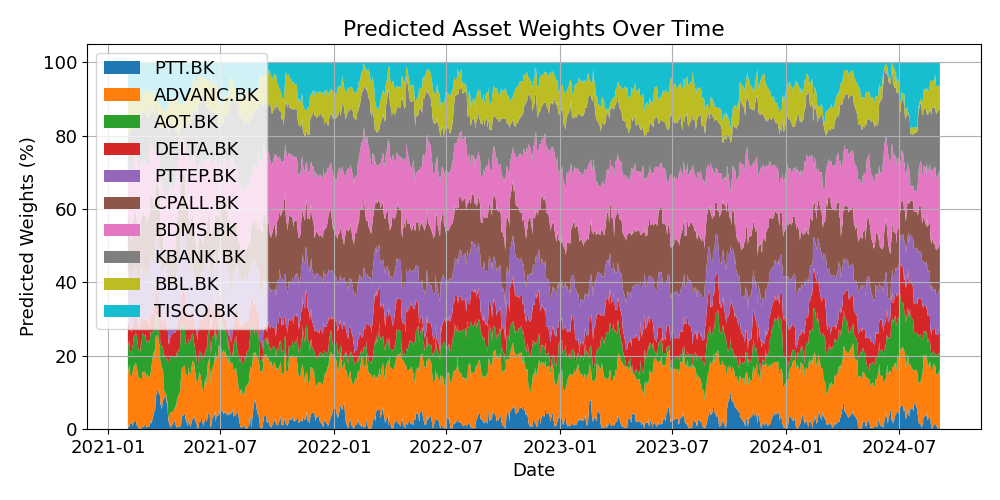 Predicted Asset Weights Over Time
Predicted Weights (%)
100
80
60
40
20
0
PTT.BK
ADVANC.BK
AOT.BK
DELTA.BK
PTTEP.BK
CPALL.BK
BDMS.BK
KBANK.BK
BBL.BK
TISCO.BK
2021-01 2021-07 2022-01 2022-07 2023-01 2023-07 2024-01 2024-07
Date